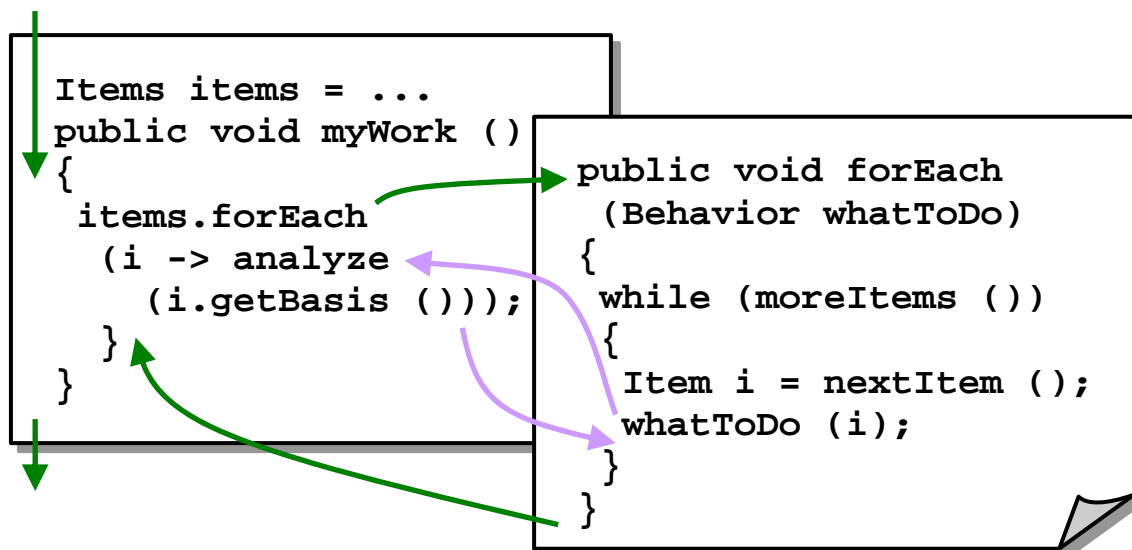 Items items = ...
public void myWork ()
{
items.forEach
(i -> analyze
(i.getBasis ()));
}
}
public void forEach
(Behavior whatToDo)
{
while (moreItems ())
{
Item i = nextItem ();
whatToDo (i);
}
}